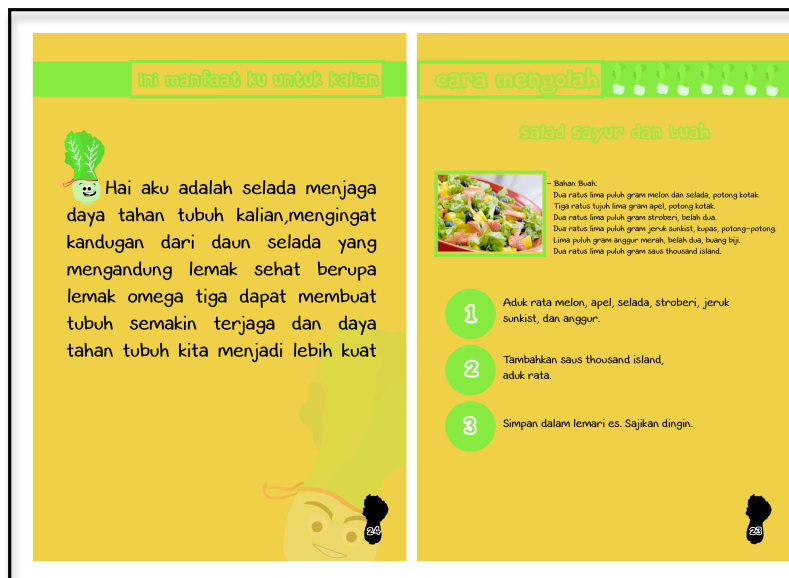 ini manfaat ku untuk kalian
Hai aku adalah selada menjaga
daya tahan tubuh kalian,mengingat
kandugan dari daun selada yang
mengandung lemak sehat berupa
lemak omega tiga dapat membuat
tubuh semakin terjaga dan daya
tahan tubuh kita menjadi lebih kuat
24
cara mengolah
salad sayur dan buah
- Bahan Buah:
Dua ratus lima puluh gram melon dan selada, potong kotak.
Tiga ratus tujuh lima gram apel, potong kotak.
Dua ratus lima puluh gram stroberi, belah dua.
Dua ratus lima puluh gram jeruk sunkist, kupas, potong-potong.
Lima puluh gram anggur merah, belah dua, buang biji.
Dua ratus lima puluh gram saus thousand island.
1
Aduk rata melon, apel, selada, stroberi, jeruk
sunkist, dan anggur.
2
Tambahkan saus thousand island,
aduk rata.
3
Simpan dalam lemari es. Sajikan dingin.
23